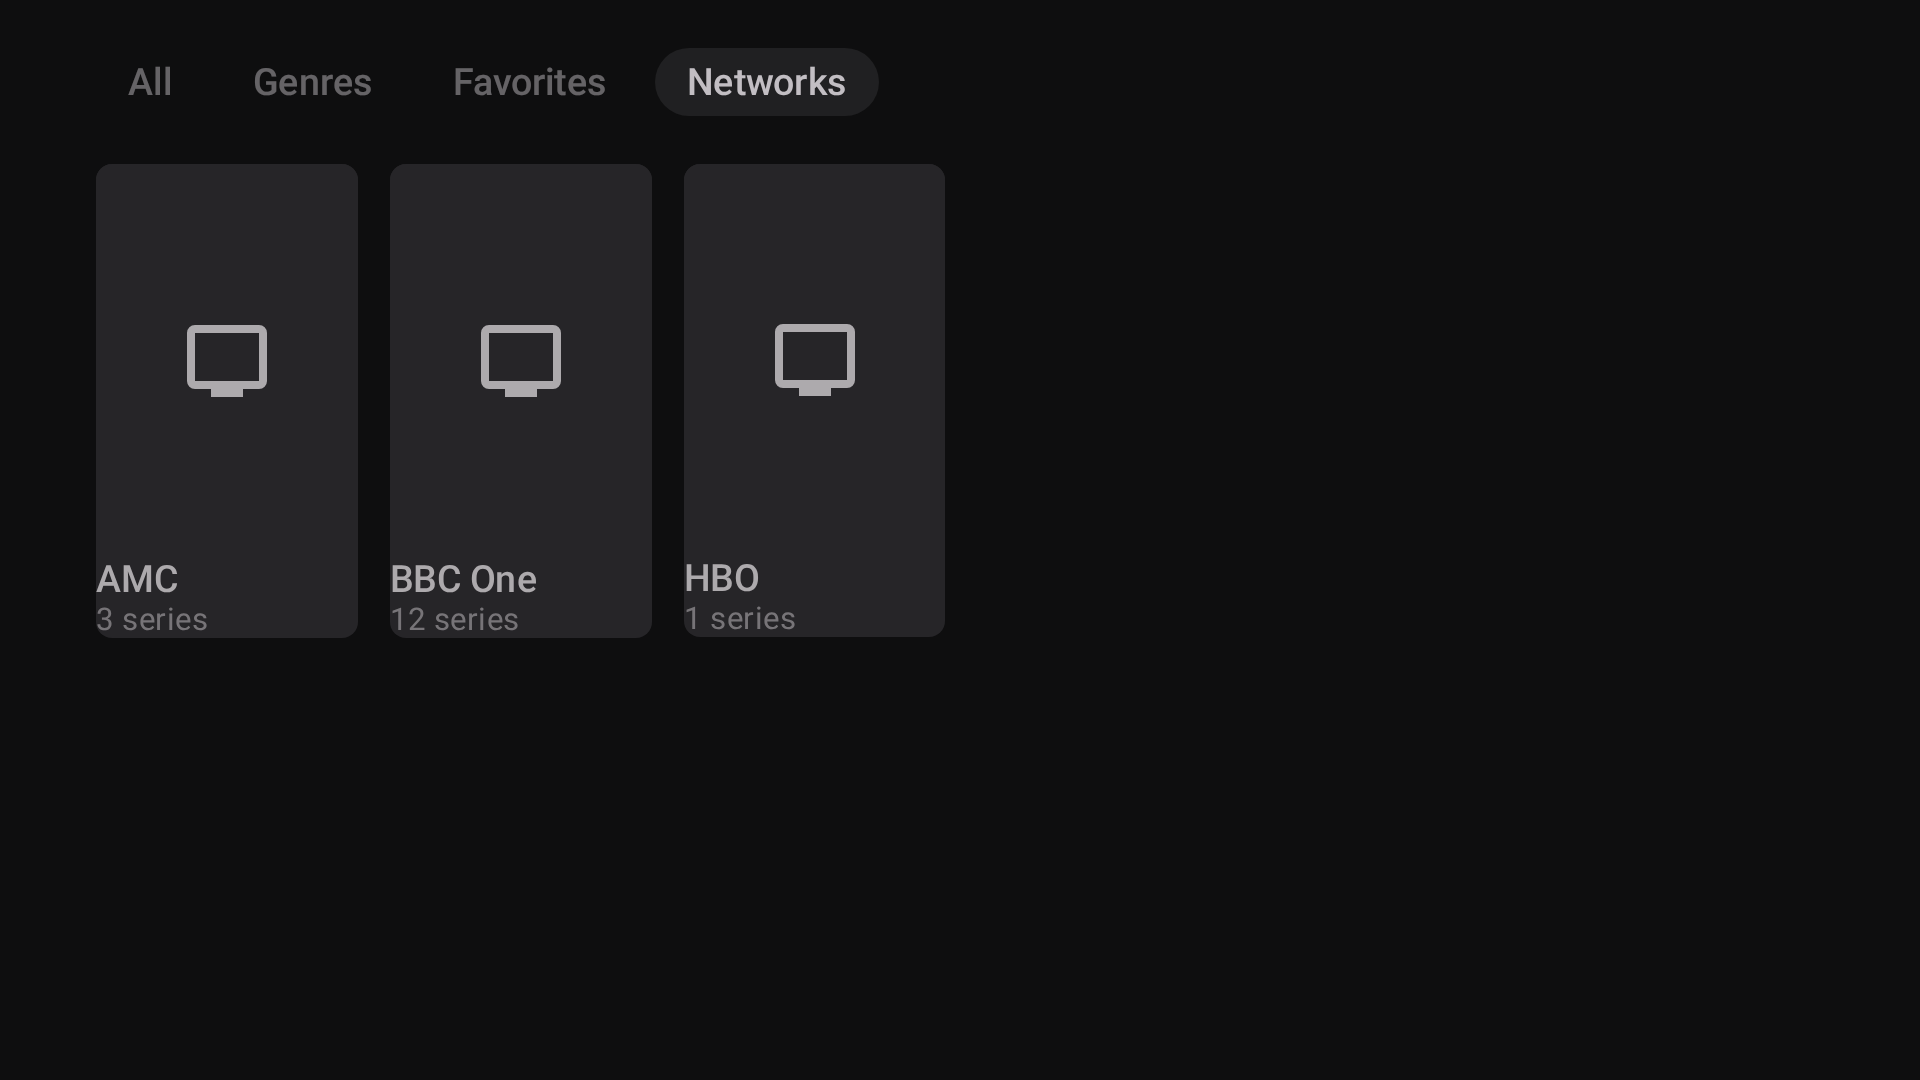 All
Genres
Favorites
Networks
AMC
3 series
BBC One
12 series
HBO
1 series